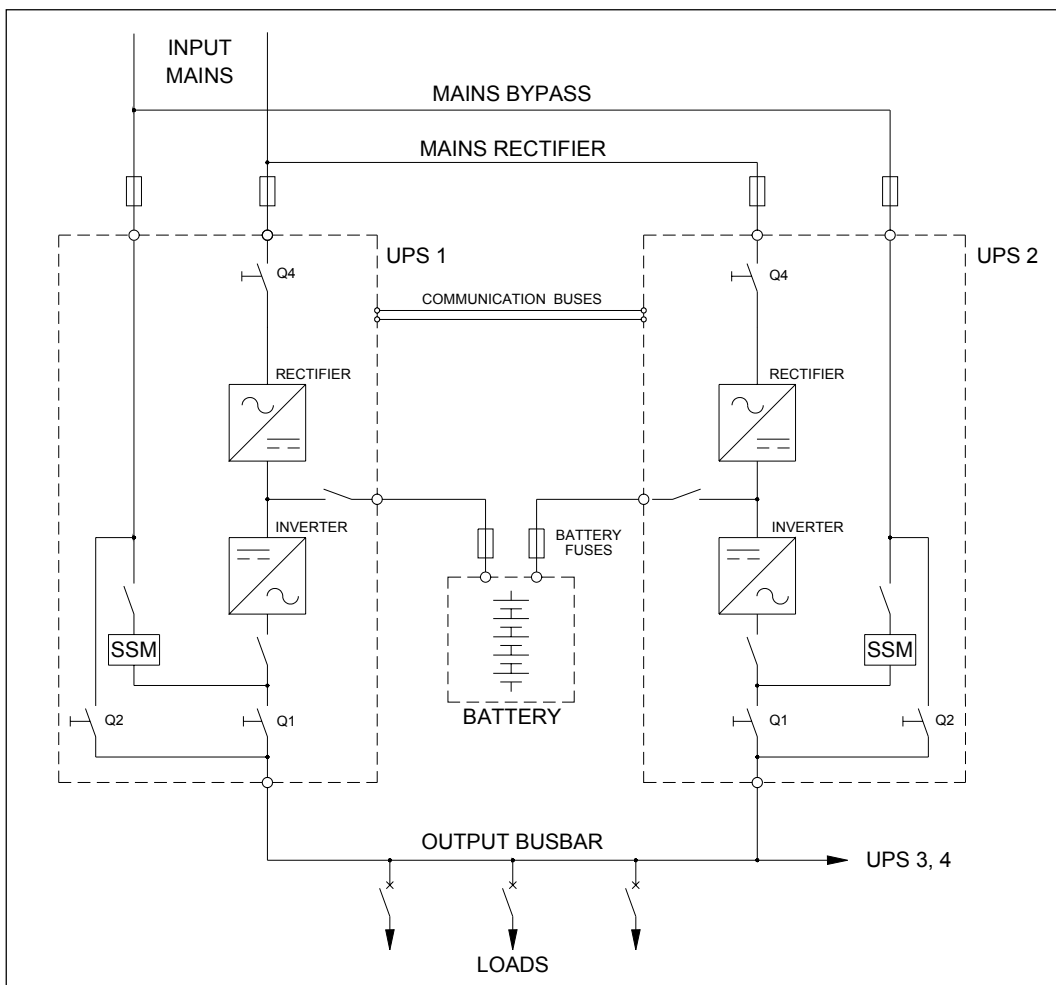 INPUT
MAINS
MAINS BYPASS
MAINS RECTIFIER
UPS 1
UPS 2
Q4
Q4
COMMUNICATION BUSES
RECTIFIER
RECTIFIER
INVERTER
BATTERY
FUSES
INVERTER
SSM
SSM
Q2
Q1
BATTERY
Q1
Q2
OUTPUT BUSBAR
UPS 3, 4
LOADS